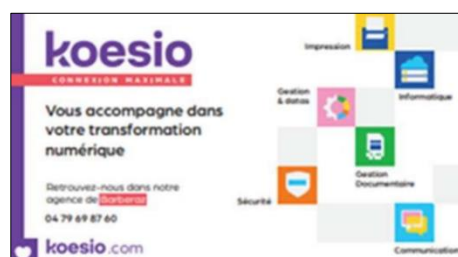 koesio
CONNEXION MAXIMALE
Vous accompagne dans
votre transformation
numérique
Retrouvez-nous dans notre
agence de Barberaz
04 79 69 87 60
koesio.com
Impression
Informatique
Gestion
& datas
Gestion
Documentaire
Sécurité
Communication